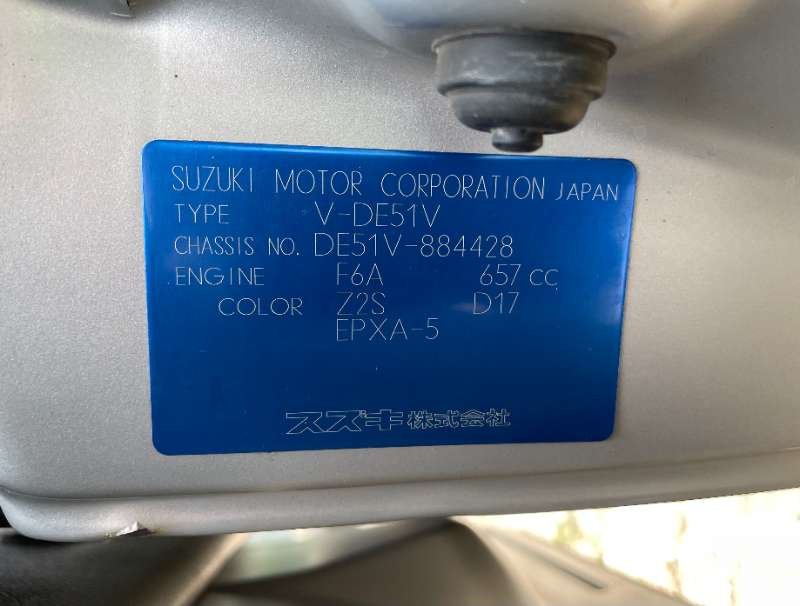 SUZUKI MOTOR CORPORATION JAPAN
TYPE V-DE51V
CHASSIS NO. DE51V-884428
ENGINE F6A 657 CC
COLOR Z2S D17
EPXA-5
スズキ株式会社